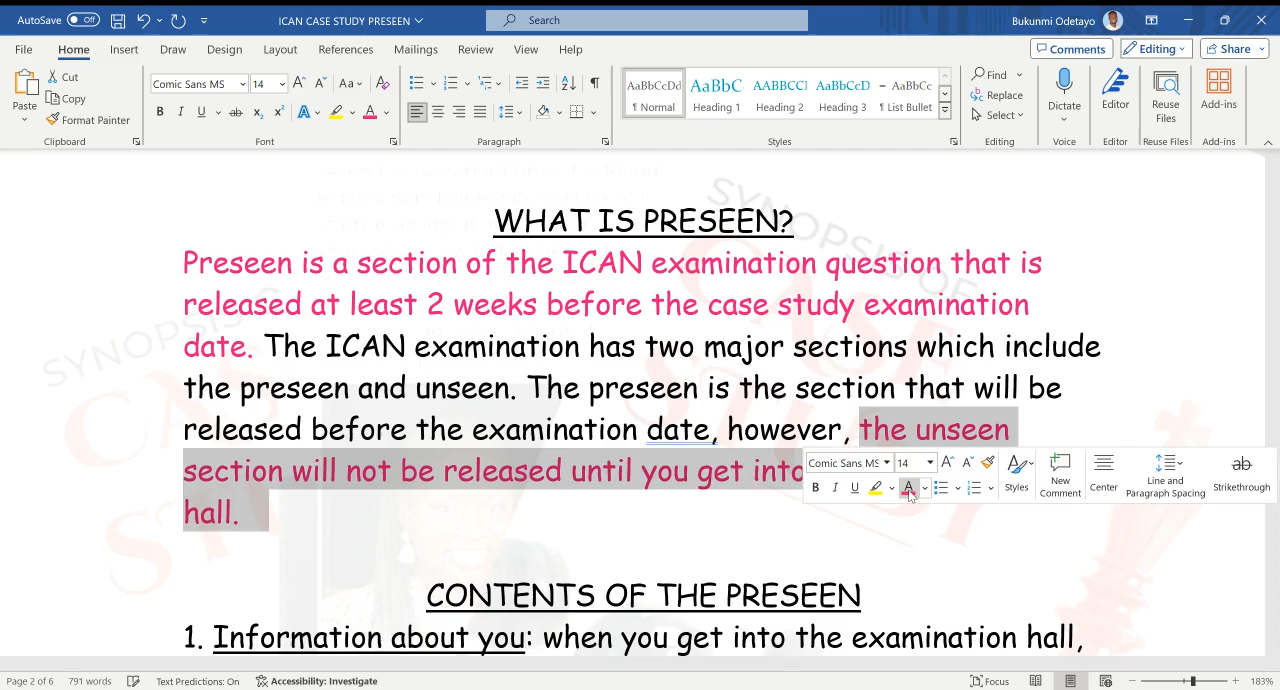 AutoSave Off ICAN CASE STUDY PRESEEN Search Bukunmi Odetayo
File Home Insert Draw Design Layout References Mailings Review View Help Comments Editing Share
Paste Cut Copy Format Painter
Comic Sans MS 14 Aa
B I U ab x₂ x² A A
AaBbCcDd AaBbC AABBCCI AaBbCcD AaBbCc
¶ Normal Heading 1 Heading 2 Heading 3 ¶ List Bullet
Find Replace Select
Dictate Editor Reuse Files Add-ins
Clipboard Font Paragraph Styles Editing Voice Editor Reuse Files Add-ins
SYNOPSIS OF
CASE
STUDY
WHAT IS PRESEEN?
Preseen is a section of the ICAN examination question that is
released at least 2 weeks before the case study examination
date. The ICAN examination has two major sections which include
the preseen and unseen. The preseen is the section that will be
released before the examination date, however, the unseen
section will not be released until you get into
hall.
Comic Sans MS 14 A A Styles New Comment Center Line and Paragraph Spacing Strikethrough
B I U A
CONTENTS OF THE PRESEEN
1. Information about you: when you get into the examination hall,
Page 2 of 6 791 words Text Predictions: On Accessibility: Investigate Focus 183%